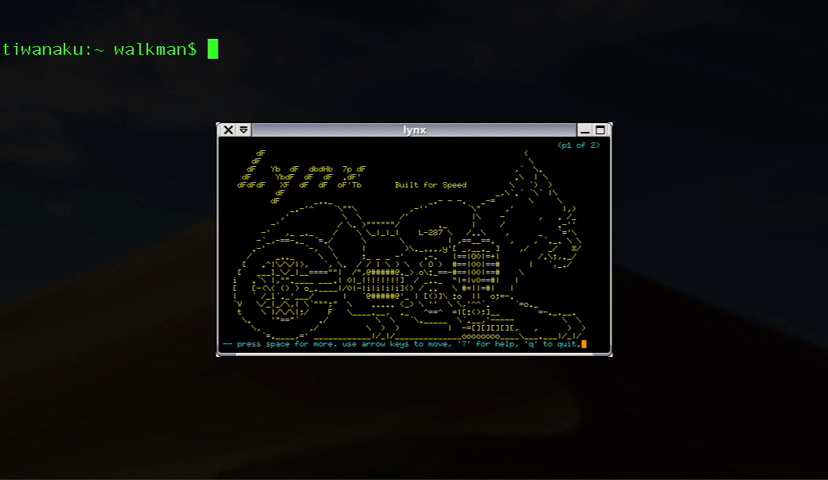 tiwanaku:~ walkman$
lynx
(p1 of 2)
Lynx
Built for Speed
L-287
-- press space for more, use arrow keys to move, '?' for help, 'q' to quit.